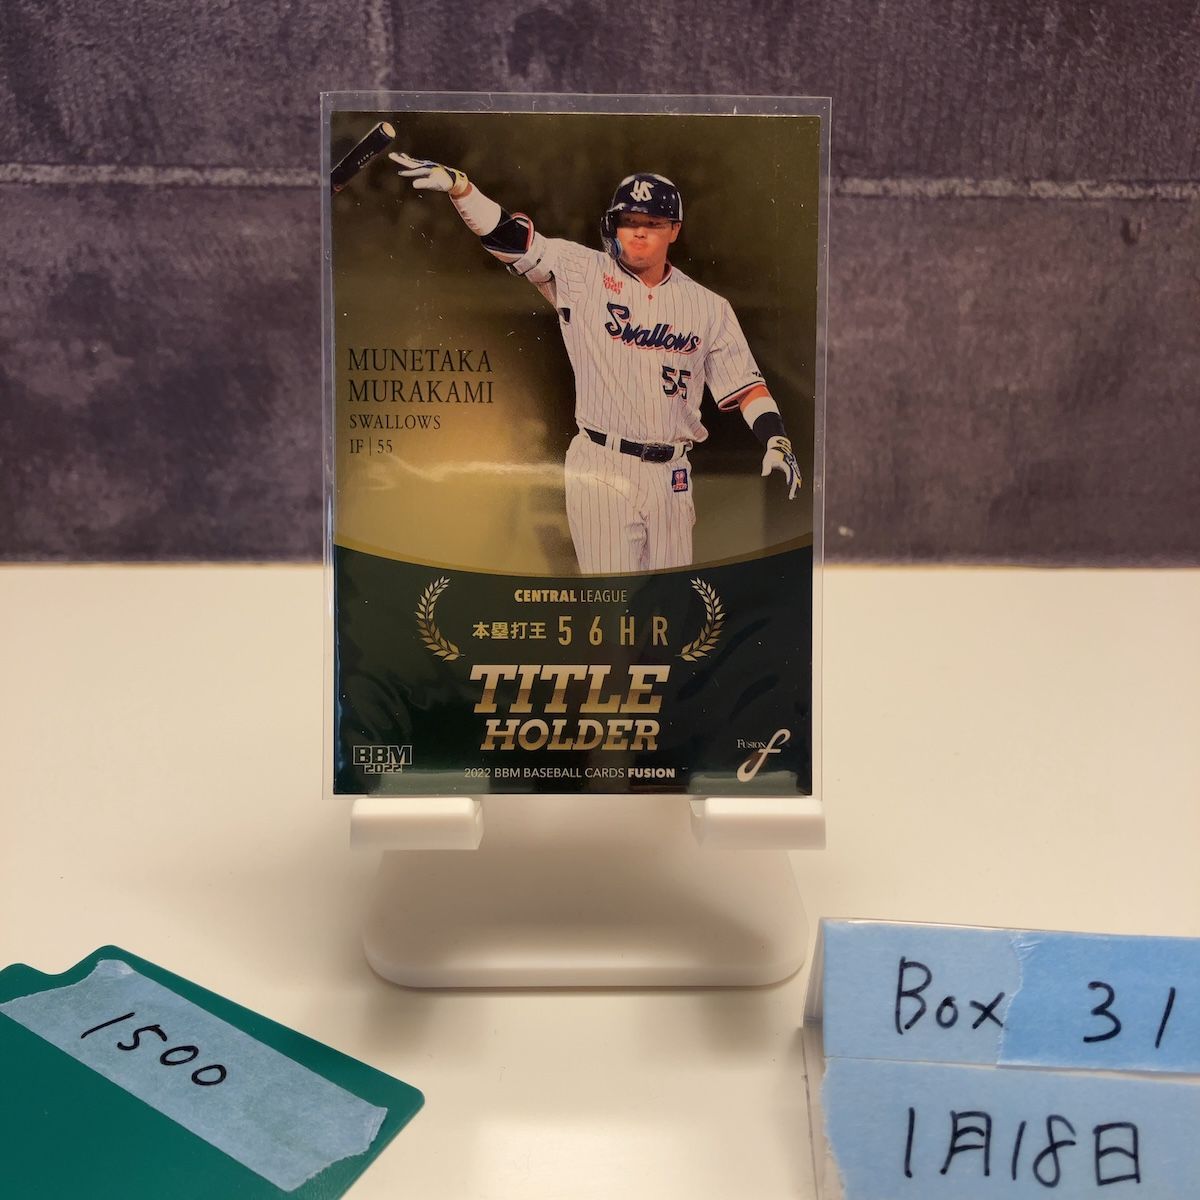 YS
Swallows
55
MUNETAKA
MURAKAMI
SWALLOWS
IF | 55
CENTRAL LEAGUE
本塁打王 56HR
TITLE
HOLDER
BBM
2022
FUSION f
2022 BBM BASEBALL CARDS FUSION
1500
Box 31
1月18日